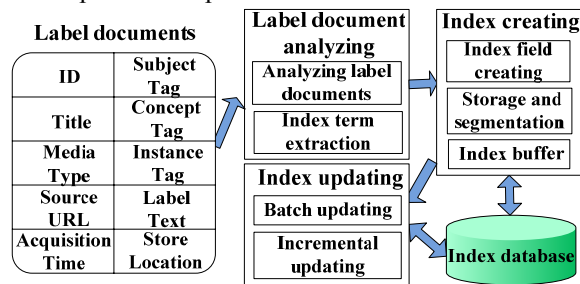 Label documents
ID
Subject
Tag
Title
Concept
Tag
Media
Type
Instance
Tag
Source
URL
Label
Text
Acquisition
Time
Store
Location
Label document
analyzing
Analyzing label
documents
Index term
extraction
Index creating
Index field
creating
Storage and
segmentation
Index buffer
Index updating
Batch updating
Incremental
updating
Index database